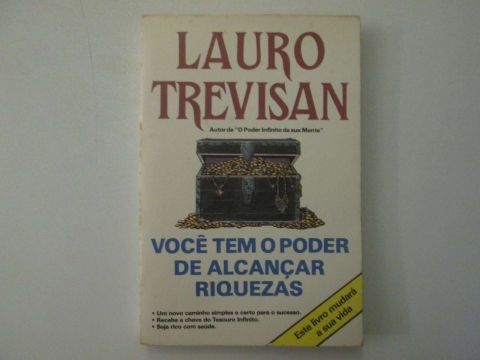 LAURO
TREVISAN
Autor de "O Poder Infinito da sua Mente"
VOCÊ TEM O PODER
DE ALCANÇAR
RIQUEZAS
• Um novo caminho simples e certo para o sucesso.
• Receba a chave do Tesouro Infinito.
• Seja rico com saúde.
Este livro mudará
a sua vida